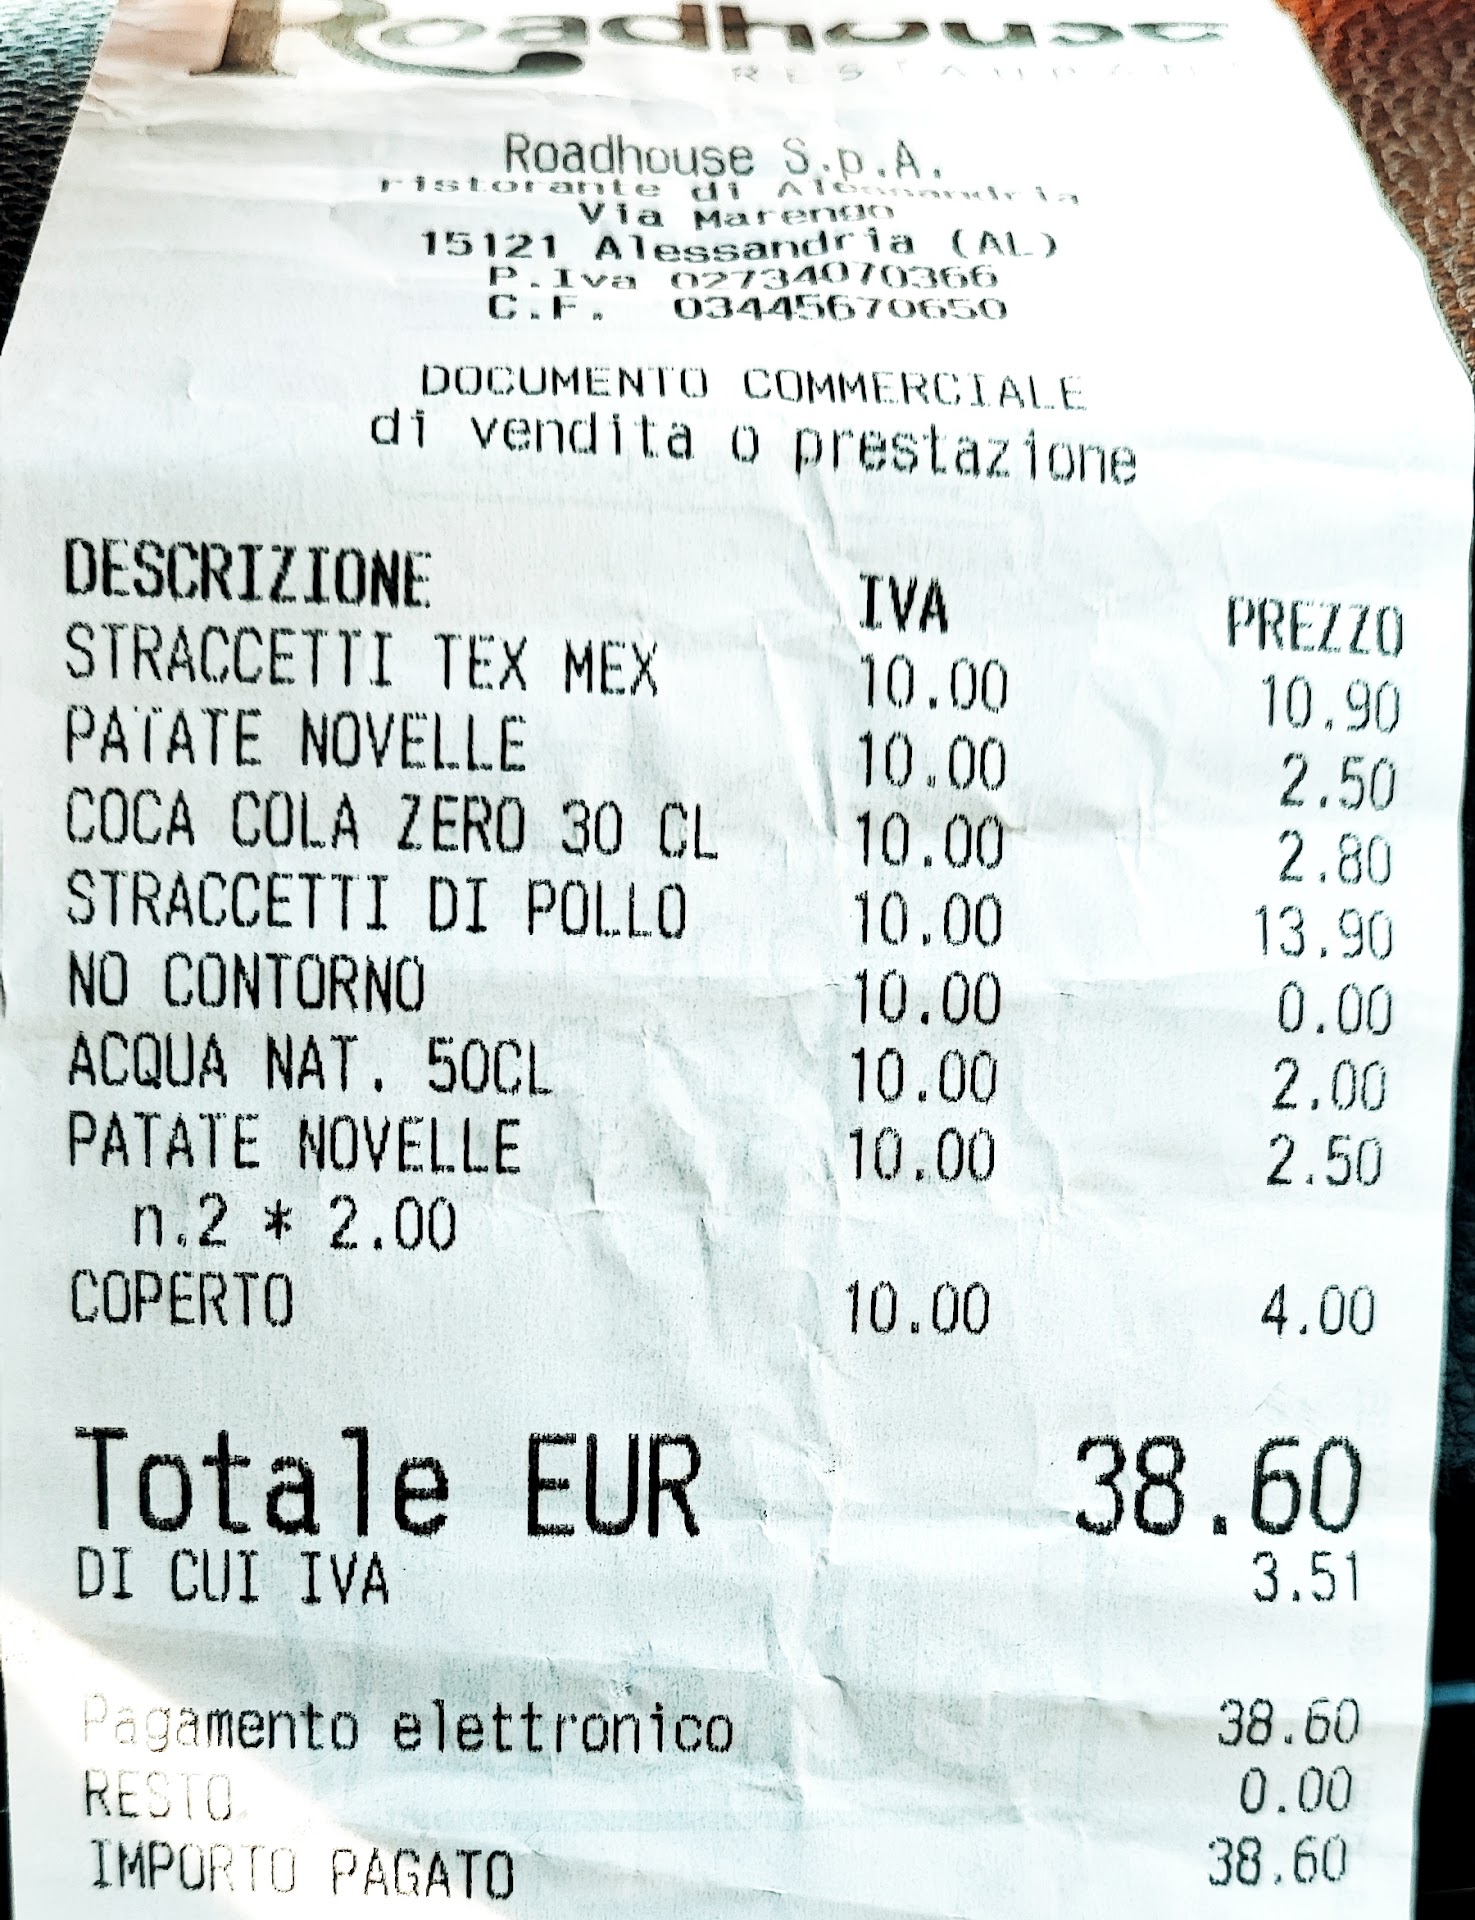 Roadhouse
RESTAURANT
Roadhouse S.p.A.
ristorante di Alessandria
Via Marengo
15121 Alessandria (AL)
P.Iva 02734070366
C.F. 03445670650
DOCUMENTO COMMERCIALE
di vendita o prestazione
DESCRIZIONE IVA PREZZO
STRACCETTI TEX MEX 10.00 10.90
PATATE NOVELLE 10.00 2.50
COCA COLA ZERO 30 CL 10.00 2.80
STRACCETTI DI POLLO 10.00 13.90
NO CONTORNO 10.00 0.00
ACQUA NAT. 50CL 10.00 2.00
PATATE NOVELLE 10.00 2.50
n.2 * 2.00
COPERTO 10.00 4.00
Totale EUR 38.60
DI CUI IVA 3.51
Pagamento elettronico 38.60
RESTO 0.00
IMPORTO PAGATO 38.60